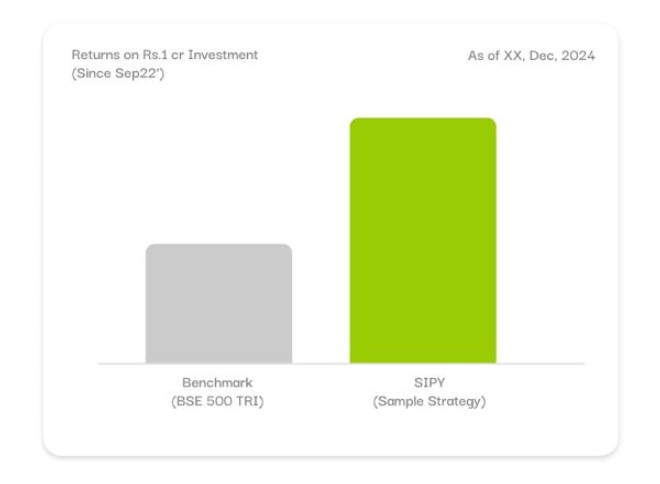 Returns on Rs.1 cr Investment
(Since Sep22')
As of XX, Dec, 2024
Benchmark
(BSE 500 TRI)
SIPY
(Sample Strategy)